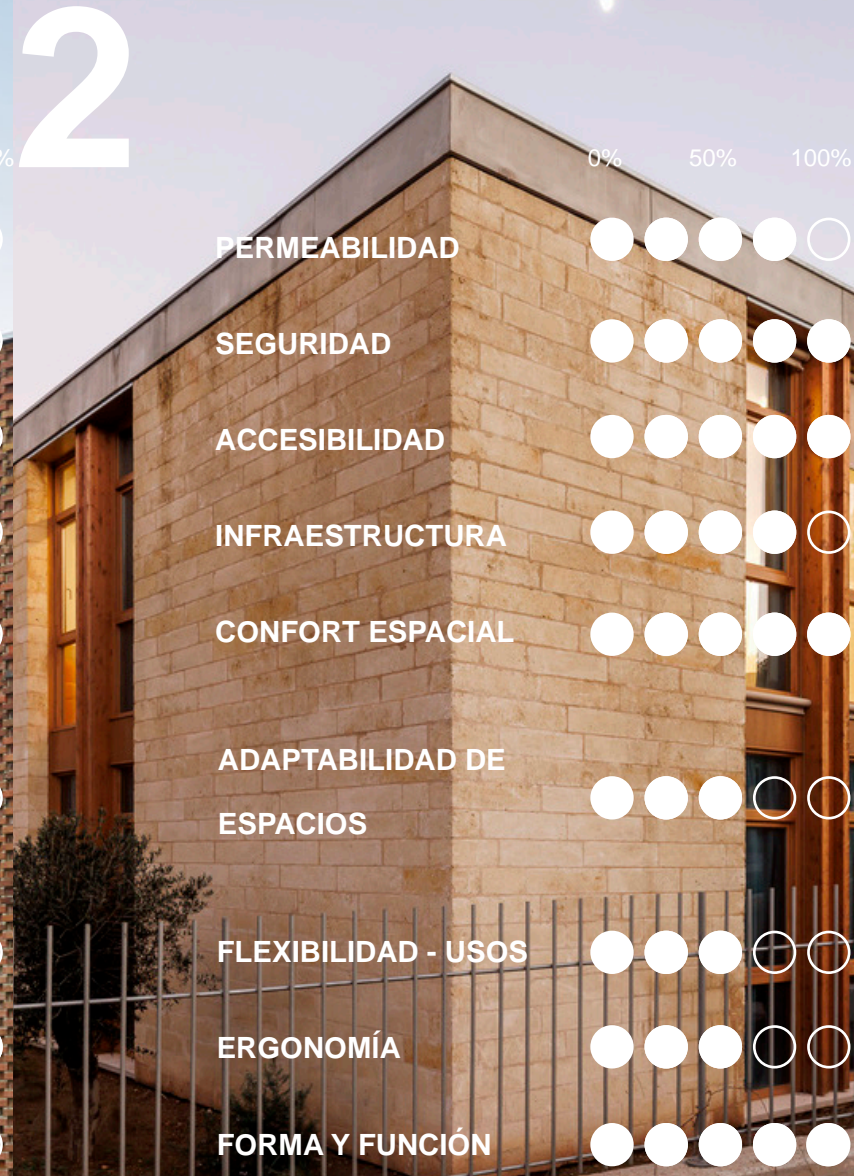 2
0% 50% 100%
PERMEABILIDAD
SEGURIDAD
ACCESIBILIDAD
INFRAESTRUCTURA
CONFORT ESPACIAL
ADAPTABILIDAD DE
ESPACIOS
FLEXIBILIDAD - USOS
ERGONOMÍA
FORMA Y FUNCIÓN